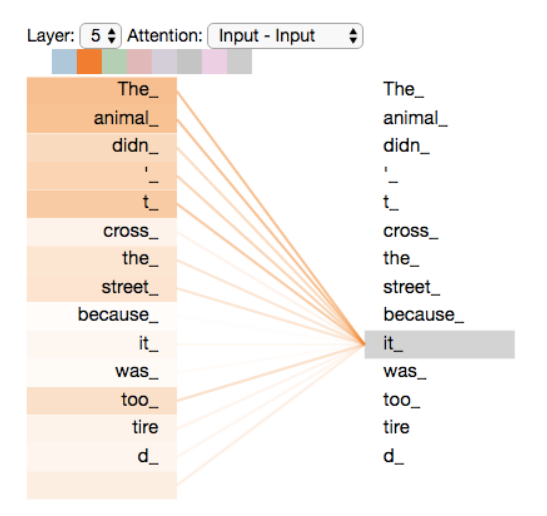 Layer: 5 Attention: Input - Input
The_ The_
animal_ animal_
didn_ didn_
'_ '_
t_ t_
cross_ cross_
the_ the_
street_ street_
because_ because_
it_ it_
was_ was_
too_ too_
tire tire
d_ d_